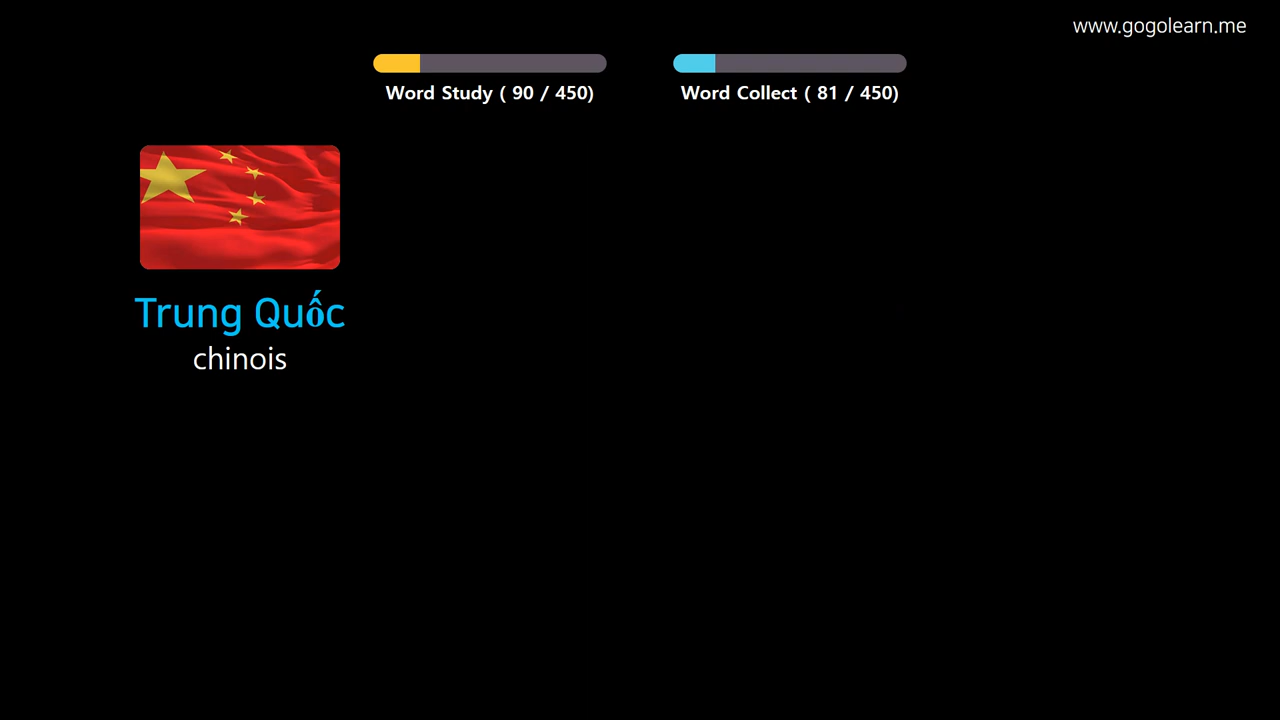 www.gogolearn.me
Word Study ( 90 / 450)
Word Collect ( 81 / 450)
Trung Quốc
chinois